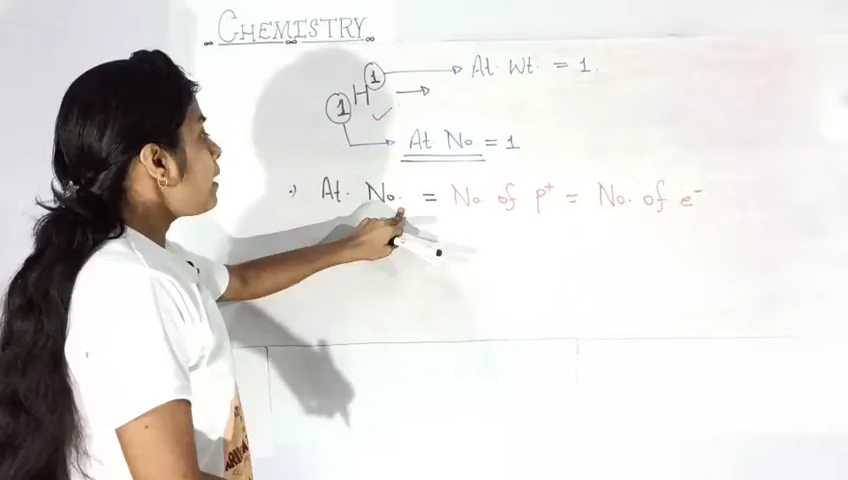 CHEMISTRY
1 H 1 → At. Wt. = 1.
At No = 1
At. No. = No. of p+ = No. of e-